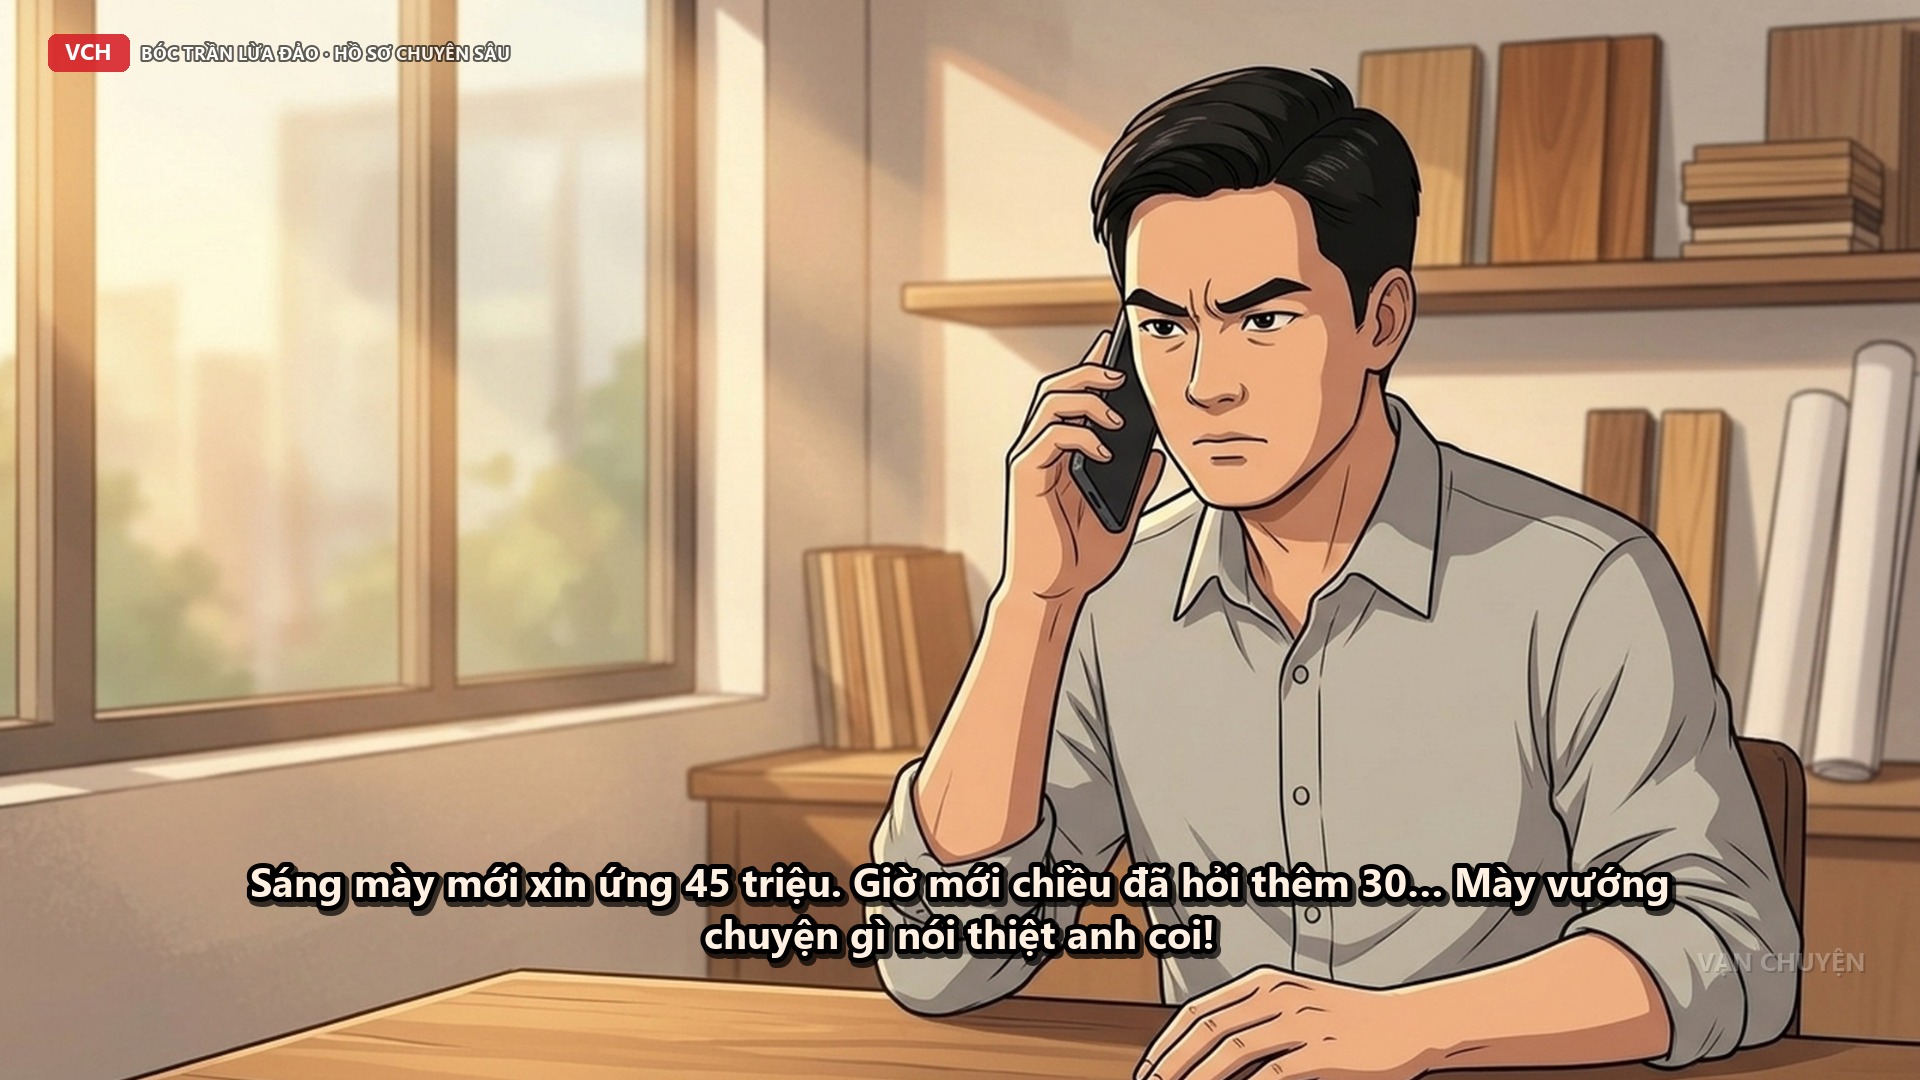 VCH
BÓC TRẦN LỪA ĐẢO · HỒ SƠ CHUYÊN SÂU
Sáng mày mới xin ứng 45 triệu. Giờ mới chiều đã hỏi thêm 30... Mày vướng
chuyện gì nói thiệt anh coi!
VẠN CHUYỆN